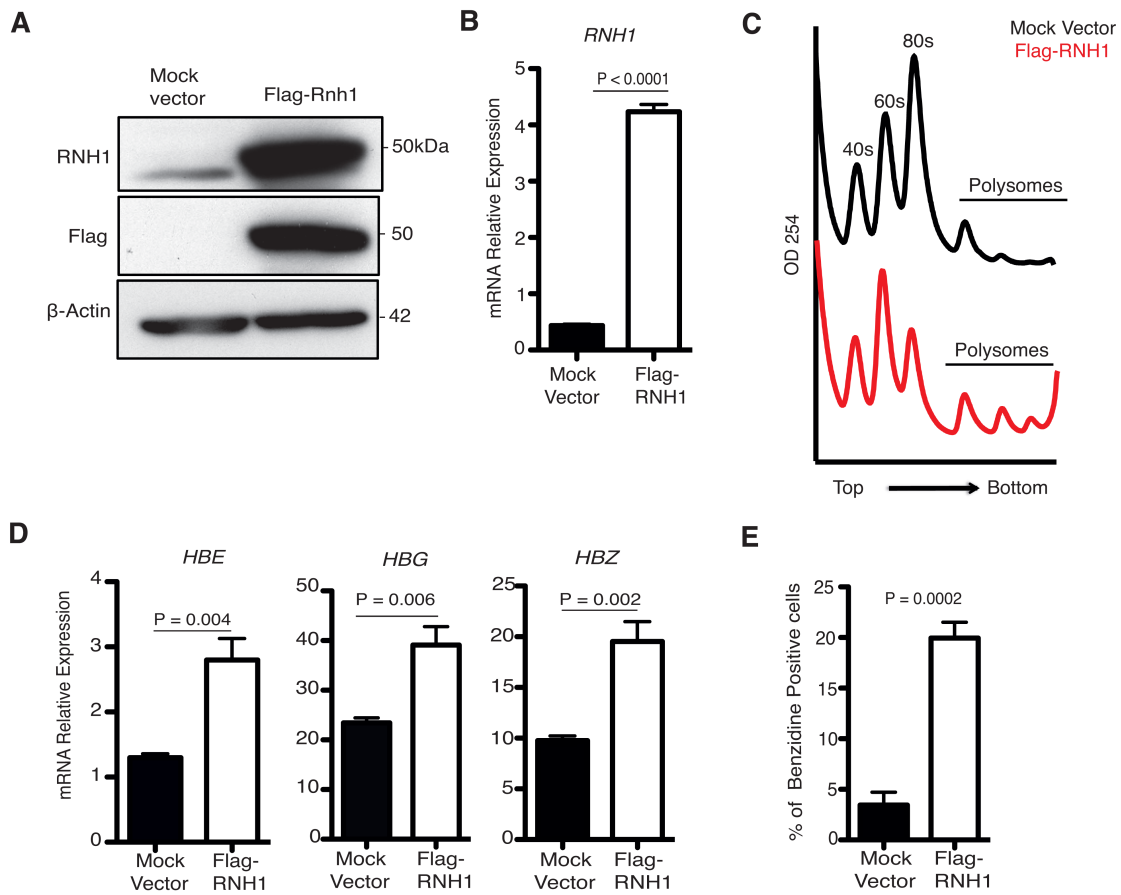 A
Mock
vector
Flag-Rnh1
RNH1
50kDa
Flag
50
β-Actin
42
B
RNH1
P < 0.0001
mRNA Relative Expression
5
4
3
2
1
0
Mock
Vector
Flag-
RNH1
C
Mock Vector
Flag-RNH1
80s
60s
40s
Polysomes
OD 254
Polysomes
Top
Bottom
D
HBE
P = 0.004
mRNA Relative Expression
4
3
2
1
0
Mock
Vector
Flag-
RNH1
HBG
P = 0.006
50
40
30
20
10
0
Mock
Vector
Flag-
RNH1
HBZ
P = 0.002
25
20
15
10
5
0
Mock
Vector
Flag-
RNH1
E
P = 0.0002
% of Benzidine Positive cells
25
20
15
10
5
0
Mock
Vector
Flag-
RNH1